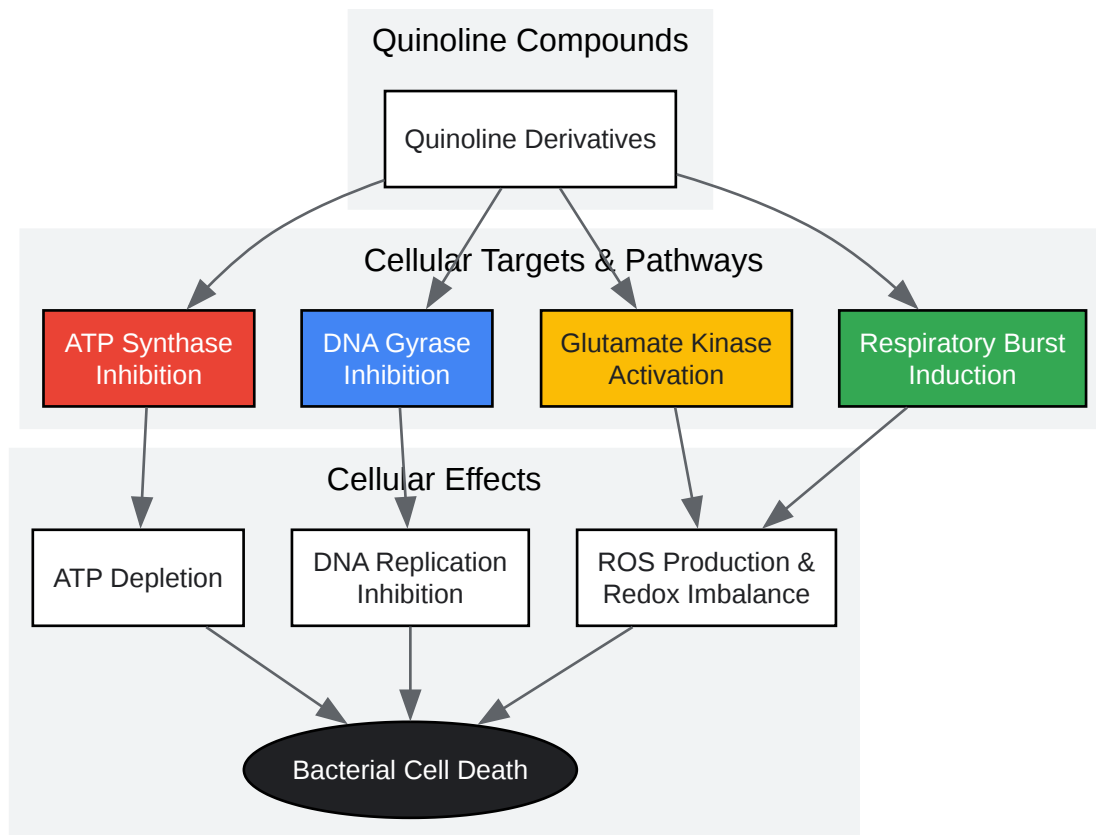 Quinoline Compounds
Quinoline Derivatives
Cellular Targets & Pathways
ATP Synthase
Inhibition
DNA Gyrase
Inhibition
Glutamate Kinase
Activation
Respiratory Burst
Induction
Cellular Effects
ATP Depletion
DNA Replication
Inhibition
ROS Production &
Redox Imbalance
Bacterial Cell Death